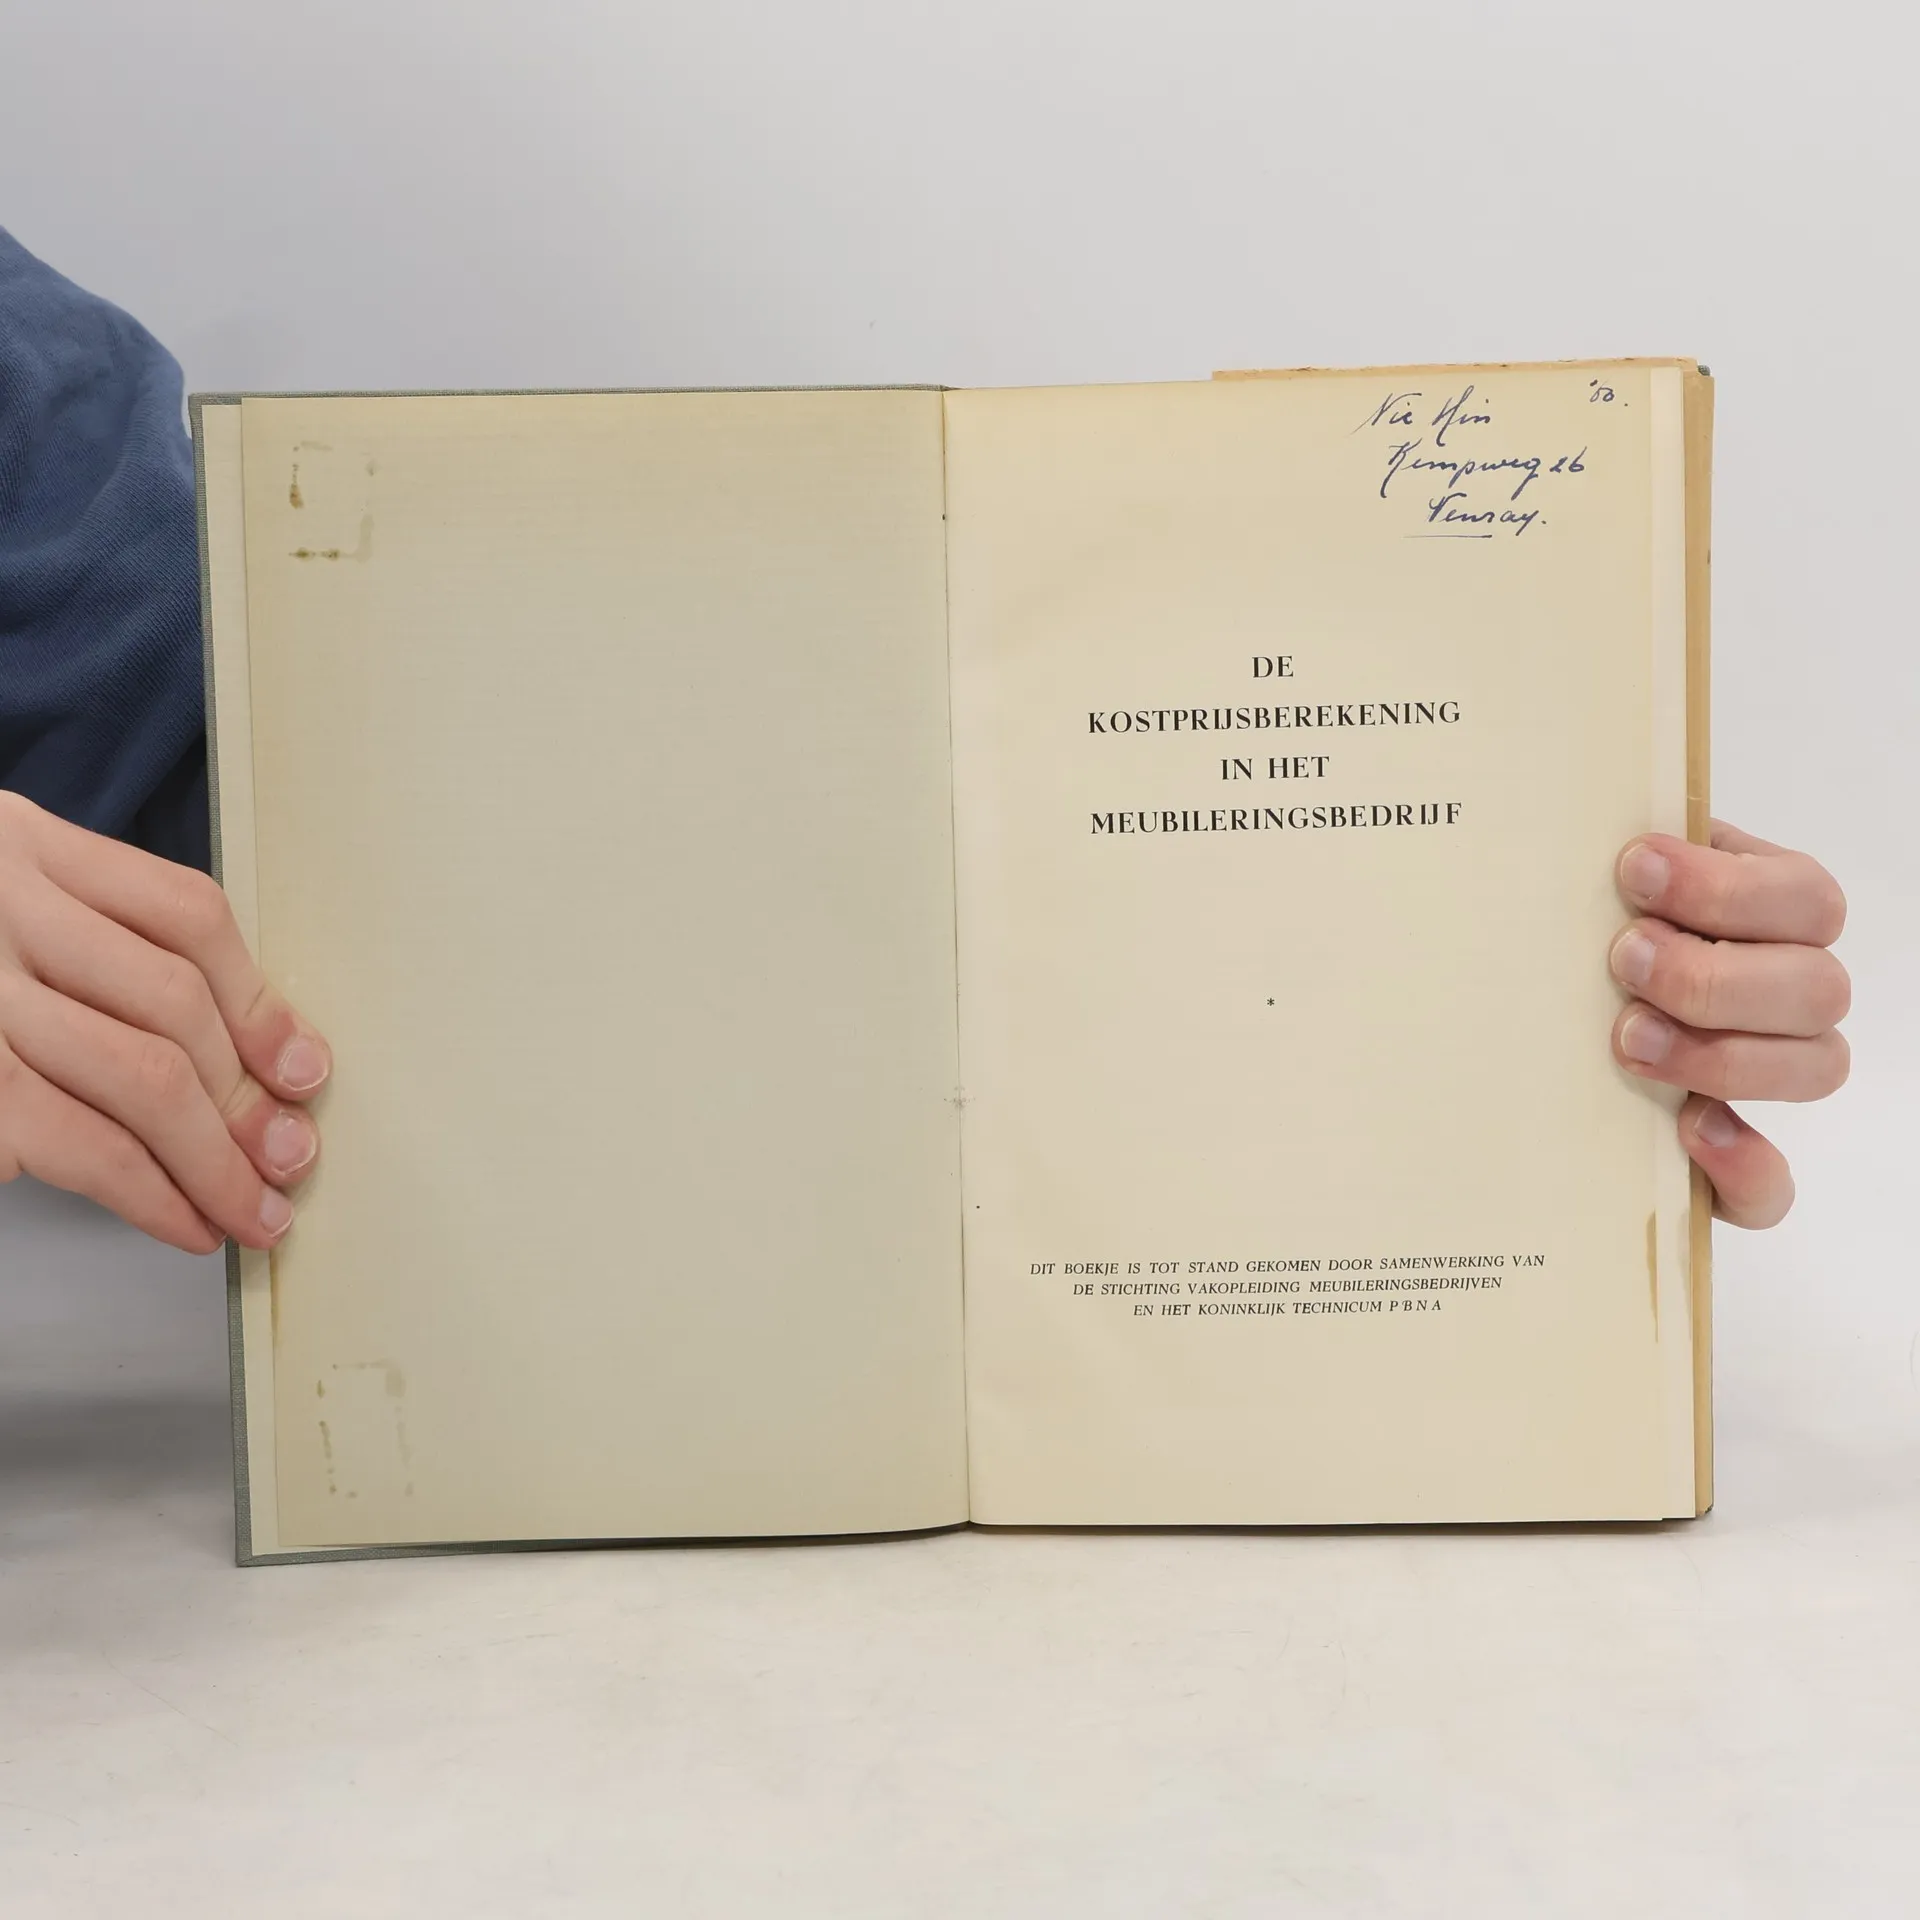 '60.
Nic Hin
Kempweg 26
Venray.
DE
KOSTPRIJSBEREKENING
IN HET
MEUBILERINGSBEDRIJF
*
DIT BOEKJE IS TOT STAND GEKOMEN DOOR SAMENWERKING VAN
DE STICHTING VAKOPLEIDING MEUBILERINGSBEDRIJVEN
EN HET KONINKLIJK TECHNICUM PBNA